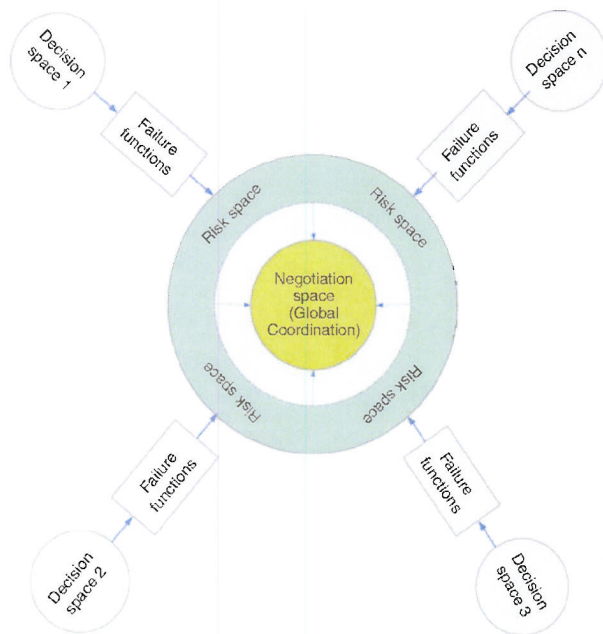 Decision
space 1
Decision
space n
Failure
functions
Failure
functions
Risk space
Risk space
Negotiation
space
(Global
Coordination)
Risk space
Risk space
Failure
functions
Failure
functions
Decision
space 2
Decision
space 3